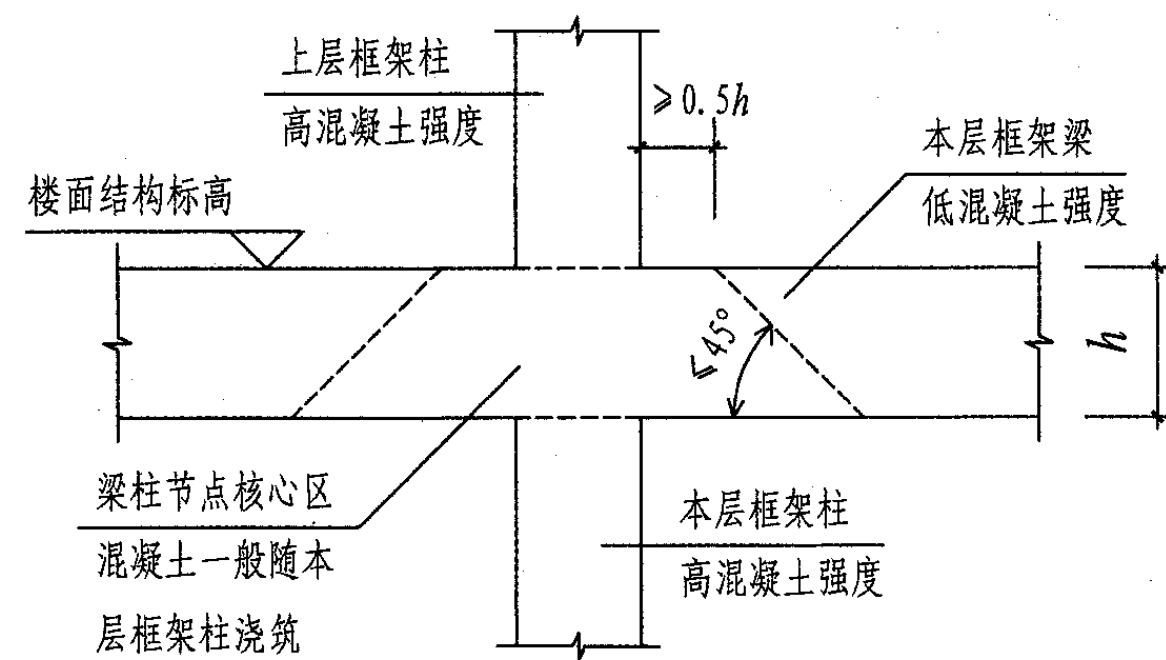 上层框架柱
高混凝土强度
≥0.5h
本层框架梁
低混凝土强度
楼面结构标高
≤45°
h
梁柱节点核心区
混凝土一般随本
层框架柱浇筑
本层框架柱
高混凝土强度